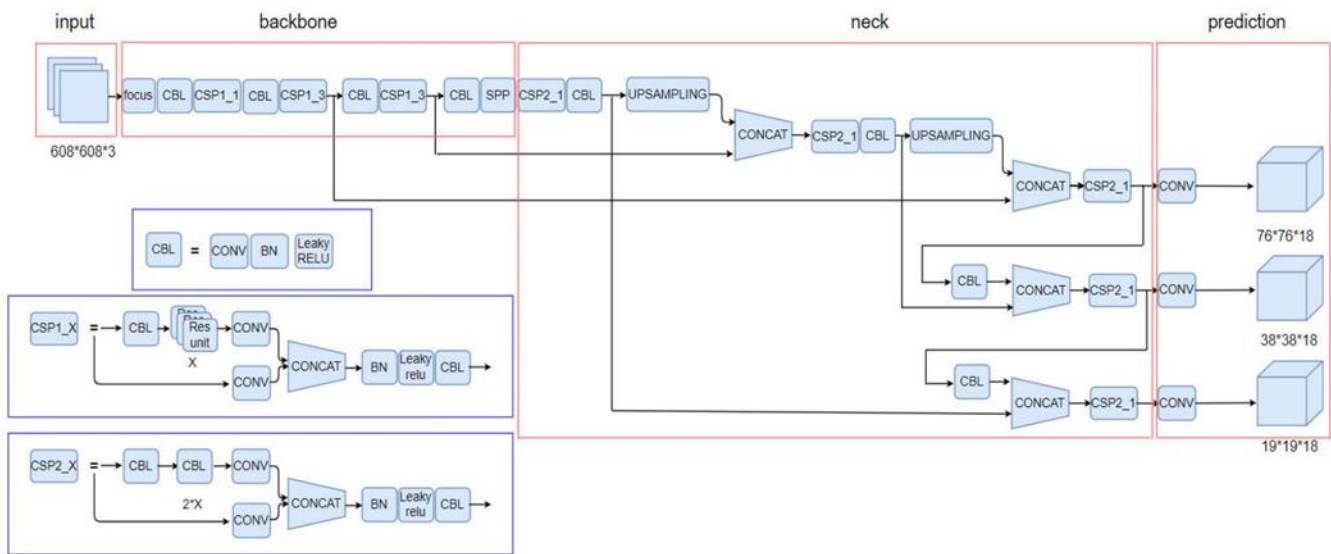 input
backbone
neck
prediction
focus
CBL
CSP1_1
CBL
CSP1_3
CBL
CSP1_3
CBL
SPP
CSP2_1
CBL
UPSAMPLING
CONCAT
CSP2_1
CBL
UPSAMPLING
CONCAT
CSP2_1
CONV
608*608*3
76*76*18
CBL
CONCAT
CSP2_1
CONV
38*38*18
CBL
CONCAT
CSP2_1
CONV
19*19*18
CBL
=
CONV
BN
Leaky
RELU
CSP1_X
=
CBL
Res
unit
X
CONV
CONV
CONCAT
BN
Leaky
relu
CBL
CSP2_X
=
CBL
CBL
2*X
CONV
CONV
CONCAT
BN
Leaky
relu
CBL